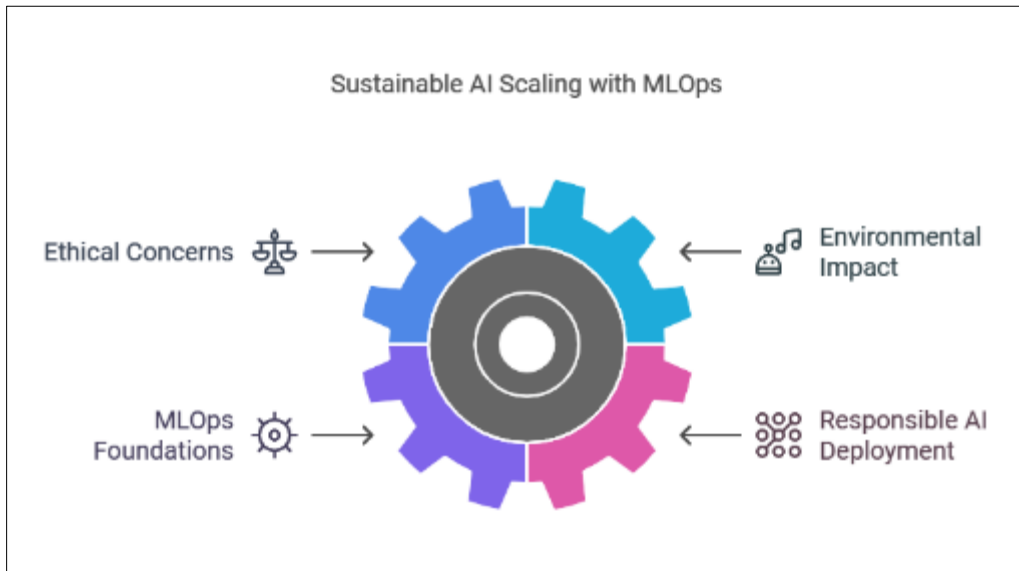 Sustainable AI Scaling with MLOps
Ethical Concerns
Environmental
Impact
MLOps
Foundations
Responsible AI
Deployment